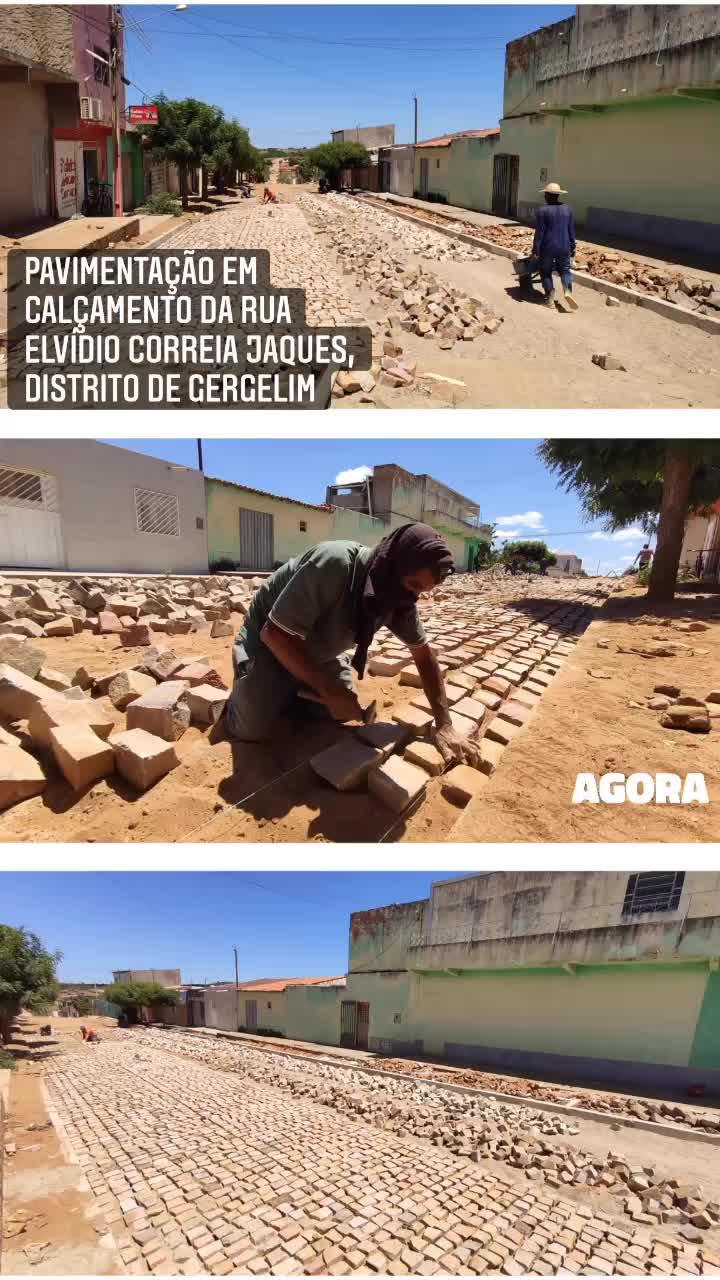 PAVIMENTAÇÃO EM
CALÇAMENTO DA RUA
ELVÍDIO CORREIA JAQUES,
DISTRITO DE GERGELIM
AGORA